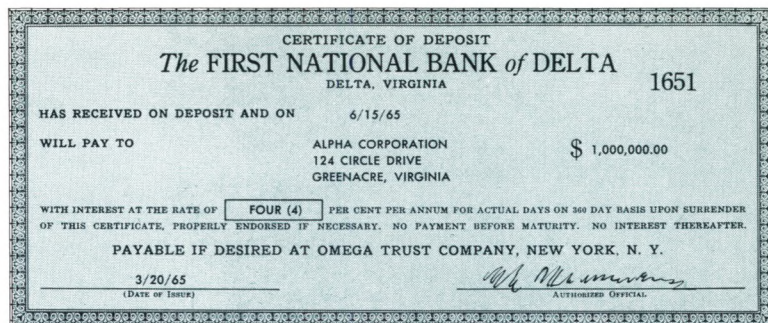 CERTIFICATE OF DEPOSIT
The FIRST NATIONAL BANK of DELTA
DELTA, VIRGINIA
1651
HAS RECEIVED ON DEPOSIT AND ON 6/15/65
WILL PAY TO ALPHA CORPORATION $ 1,000,000.00
124 CIRCLE DRIVE
GREENACRE, VIRGINIA
WITH INTEREST AT THE RATE OF FOUR (4) PER CENT PER ANNUM FOR ACTUAL DAYS ON 360 DAY BASIS UPON SURRENDER
OF THIS CERTIFICATE, PROPERLY ENDORSED IF NECESSARY. NO PAYMENT BEFORE MATURITY. NO INTEREST THEREAFTER.
PAYABLE IF DESIRED AT OMEGA TRUST COMPANY, NEW YORK, N. Y.
3/20/65
(DATE OF ISSUE) AUTHORIZED OFFICIAL